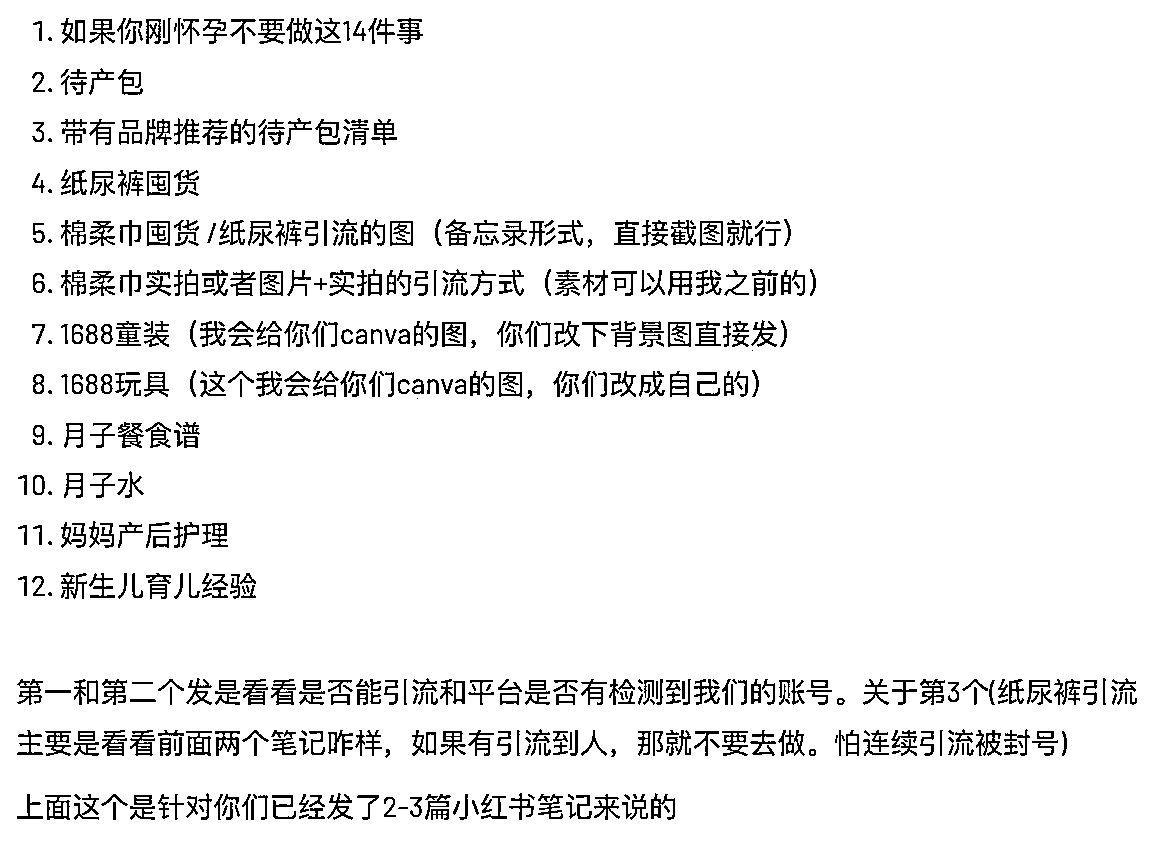 1. 如果你刚怀孕不要做这14件事
2. 待产包
3. 带有品牌推荐的待产包清单
4. 纸尿裤囤货
5. 棉柔巾囤货 /纸尿裤引流的图（备忘录形式，直接截图就行）
6. 棉柔巾实拍或者图片+实拍的引流方式（素材可以用我之前的）
7. 1688童装（我会给你们canva的图，你们改下背景图直接发）
8. 1688玩具（这个我会给你们canva的图，你们改成自己的）
9. 月子餐食谱
10. 月子水
11. 妈妈产后护理
12. 新生儿育儿经验
第一和第二个发是看看是否能引流和平台是否有检测到我们的账号。关于第3个(纸尿裤引流
主要是看看前面两个笔记咋样，如果有引流到人，那就不要去做。怕连续引流被封号)
上面这个是针对你们已经发了2-3篇小红书笔记来说的